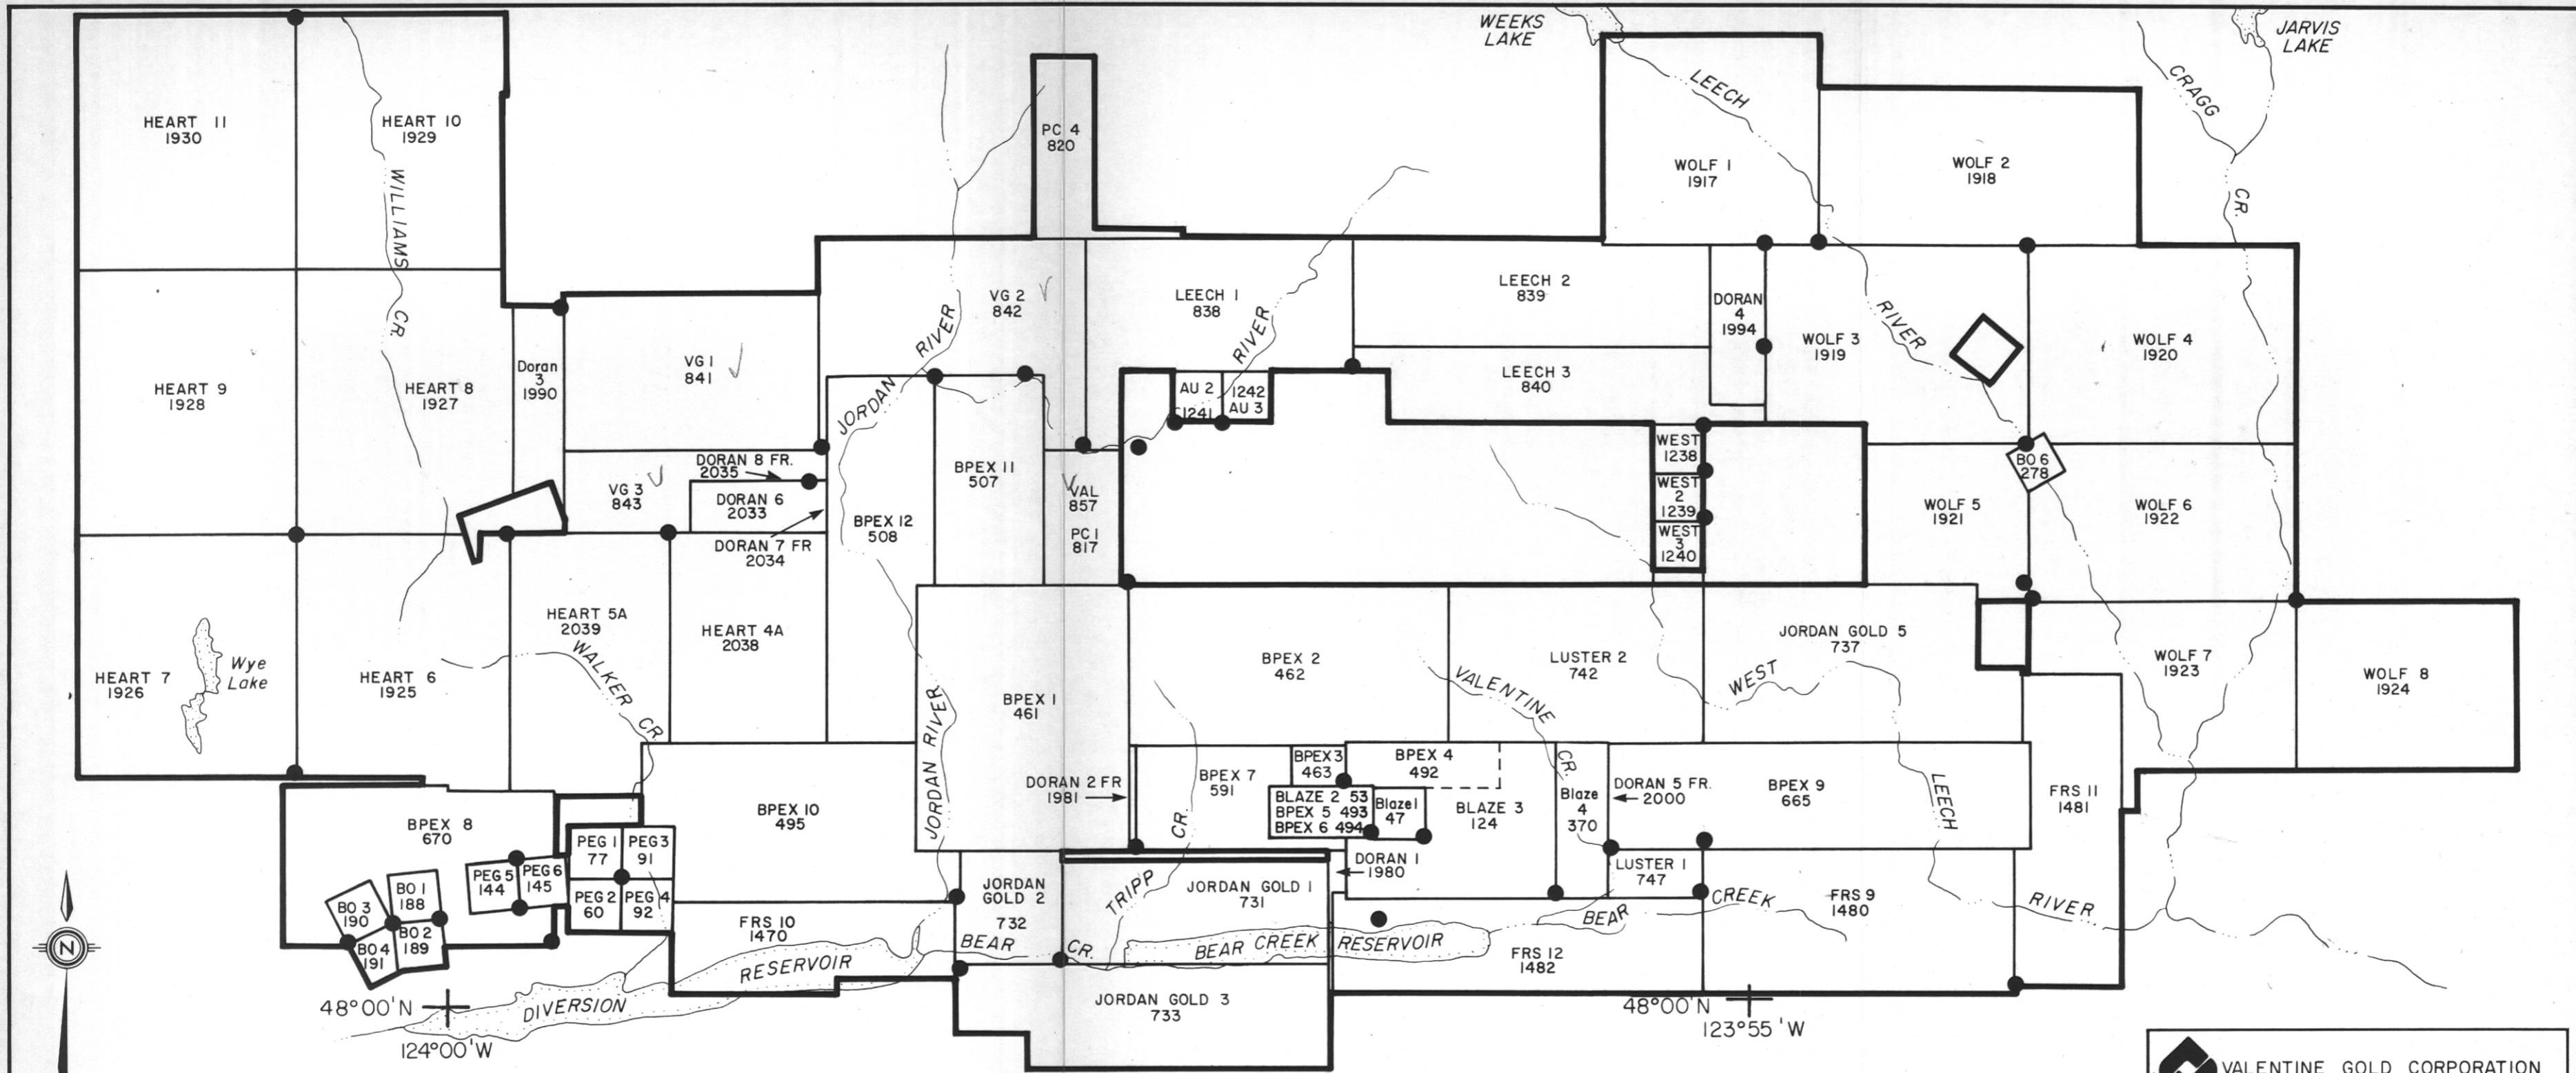 WEEKS
LAKE
JARVIS
LAKE
CRAGG
CR.
LEECH
RIVER
HEART 11
1930
HEART 10
1929
WILLIAMS
CR.
PC 4
820
WOLF 1
1917
WOLF 2
1918
VG 2
842
LEECH 1
838
RIVER
LEECH 2
839
DORAN
4
1994
WOLF 3
1919
WOLF 4
1920
HEART 9
1928
HEART 8
1927
Doran
3
1990
VG 1
841
JORDAN
RIVER
AU 2
1241
1242
AU 3
LEECH 3
840
DORAN 8 FR.
2035
VG 3
843
DORAN 6
2033
DORAN 7 FR
2034
BPEX 12
508
BPEX 11
507
VAL
857
PC 1
817
WEST
1238
WEST
2
1239
WEST
3
1240
WOLF 5
1921
BO 6
278
WOLF 6
1922
HEART 7
1926
Wye
Lake
HEART 6
1925
HEART 5A
2039
WALKER
CR.
HEART 4A
2038
BPEX 1
461
BPEX 2
462
VALENTINE
CR.
LUSTER 2
742
JORDAN GOLD 5
737
WEST
LEECH
RIVER
WOLF 7
1923
WOLF 8
1924
BPEX 8
670
BPEX 10
495
JORDAN RIVER
DORAN 2 FR
1981
BPEX 7
591
BPEX 3
463
BPEX 4
492
BLAZE 2 53
BPEX 5 493
BPEX 6 494
Blaze 1
47
BLAZE 3
124
Blaze
4
370
DORAN 5 FR.
2000
BPEX 9
665
FRS 11
1481
PEG 1
77
PEG 3
91
PEG 2
60
PEG 4
92
PEG 5
144
PEG 6
145
BO 1
188
BO 3
190
BO 2
189
BO 4
191
DORAN 1
1980
LUSTER 1
747
JORDAN
GOLD 2
732
TRIPP
CR.
JORDAN GOLD 1
731
FRS 9
1480
FRS 10
1470
BEAR
CR.
BEAR CREEK RESERVOIR
BEAR
CREEK
FRS 12
1482
DIVERSION
RESERVOIR
JORDAN GOLD 3
733
N
48°00'N
124°00'W
48°00'N
123°55'W
VALENTINE GOLD CORPORATION